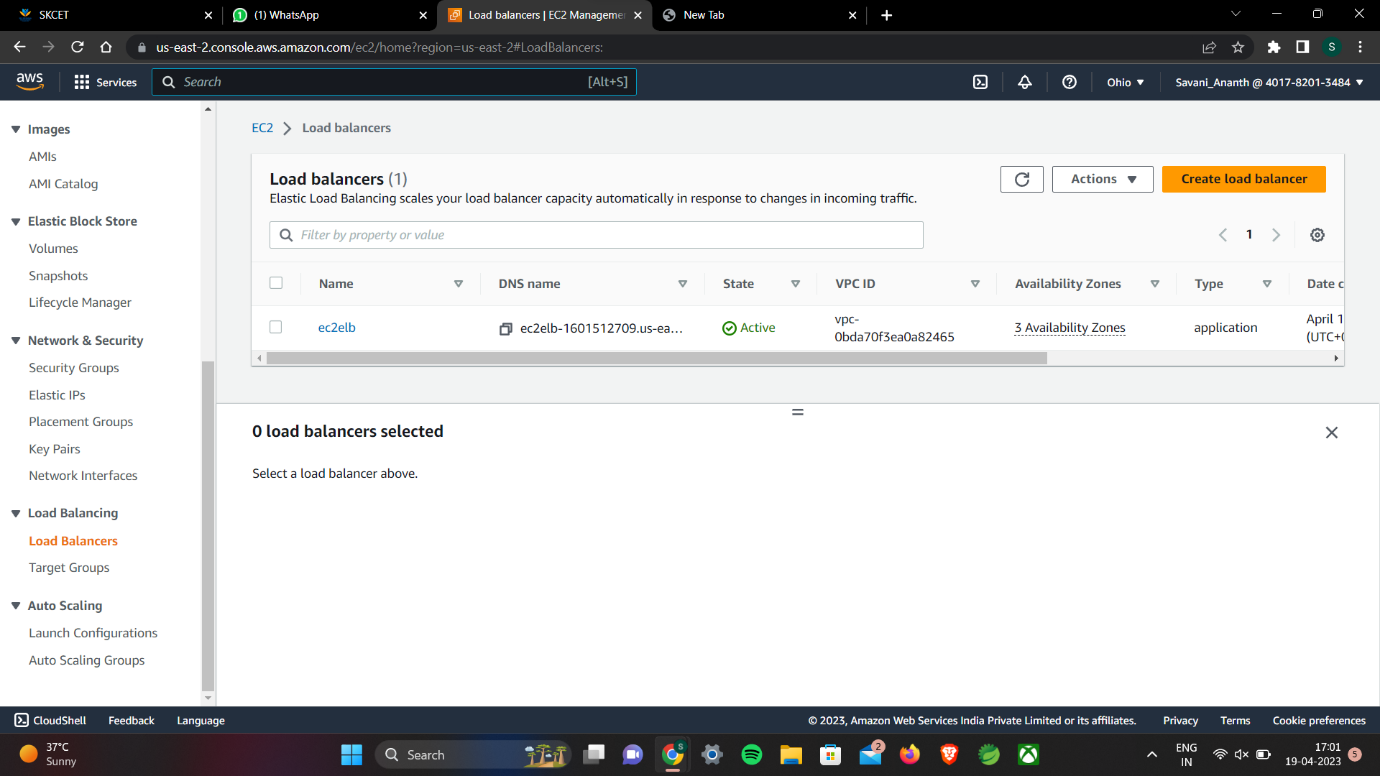 SKCET
(1) WhatsApp
Load balancers | EC2 Manageme
New Tab
us-east-2.console.aws.amazon.com/ec2/home?region=us-east-2#LoadBalancers:
S
aws
Services
Search
[Alt+S]
Ohio
Savani_Ananth @ 4017-8201-3484
Images
AMIs
AMI Catalog
Elastic Block Store
Volumes
Snapshots
Lifecycle Manager
Network & Security
Security Groups
Elastic IPs
Placement Groups
Key Pairs
Network Interfaces
Load Balancing
Load Balancers
Target Groups
Auto Scaling
Launch Configurations
Auto Scaling Groups
EC2 > Load balancers
Load balancers (1)
Elastic Load Balancing scales your load balancer capacity automatically in response to changes in incoming traffic.
Actions
Create load balancer
Filter by property or value
1
Name DNS name State VPC ID Availability Zones Type Date c
ec2elb ec2elb-1601512709.us-ea... Active vpc-0bda70f3ea0a82465 3 Availability Zones application April 1
(UTC+0
0 load balancers selected
Select a load balancer above.
CloudShell Feedback Language © 2023, Amazon Web Services India Private Limited or its affiliates. Privacy Terms Cookie preferences
37°C
Sunny
Search
S
2
ENG
IN
17:01
19-04-2023
5